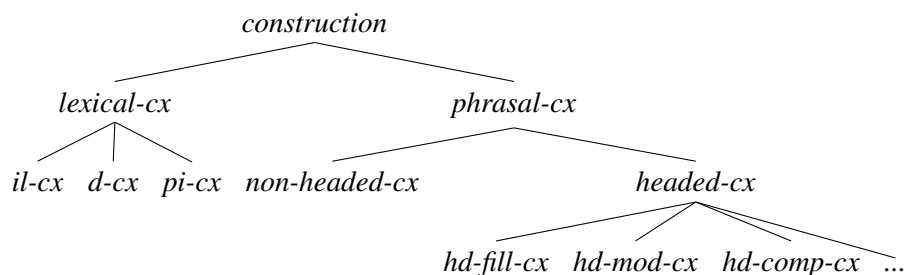 construction
lexical-cx phrasal-cx
il-cx d-cx pi-cx non-headed-cx headed-cx
hd-fill-cx hd-mod-cx hd-comp-cx ...